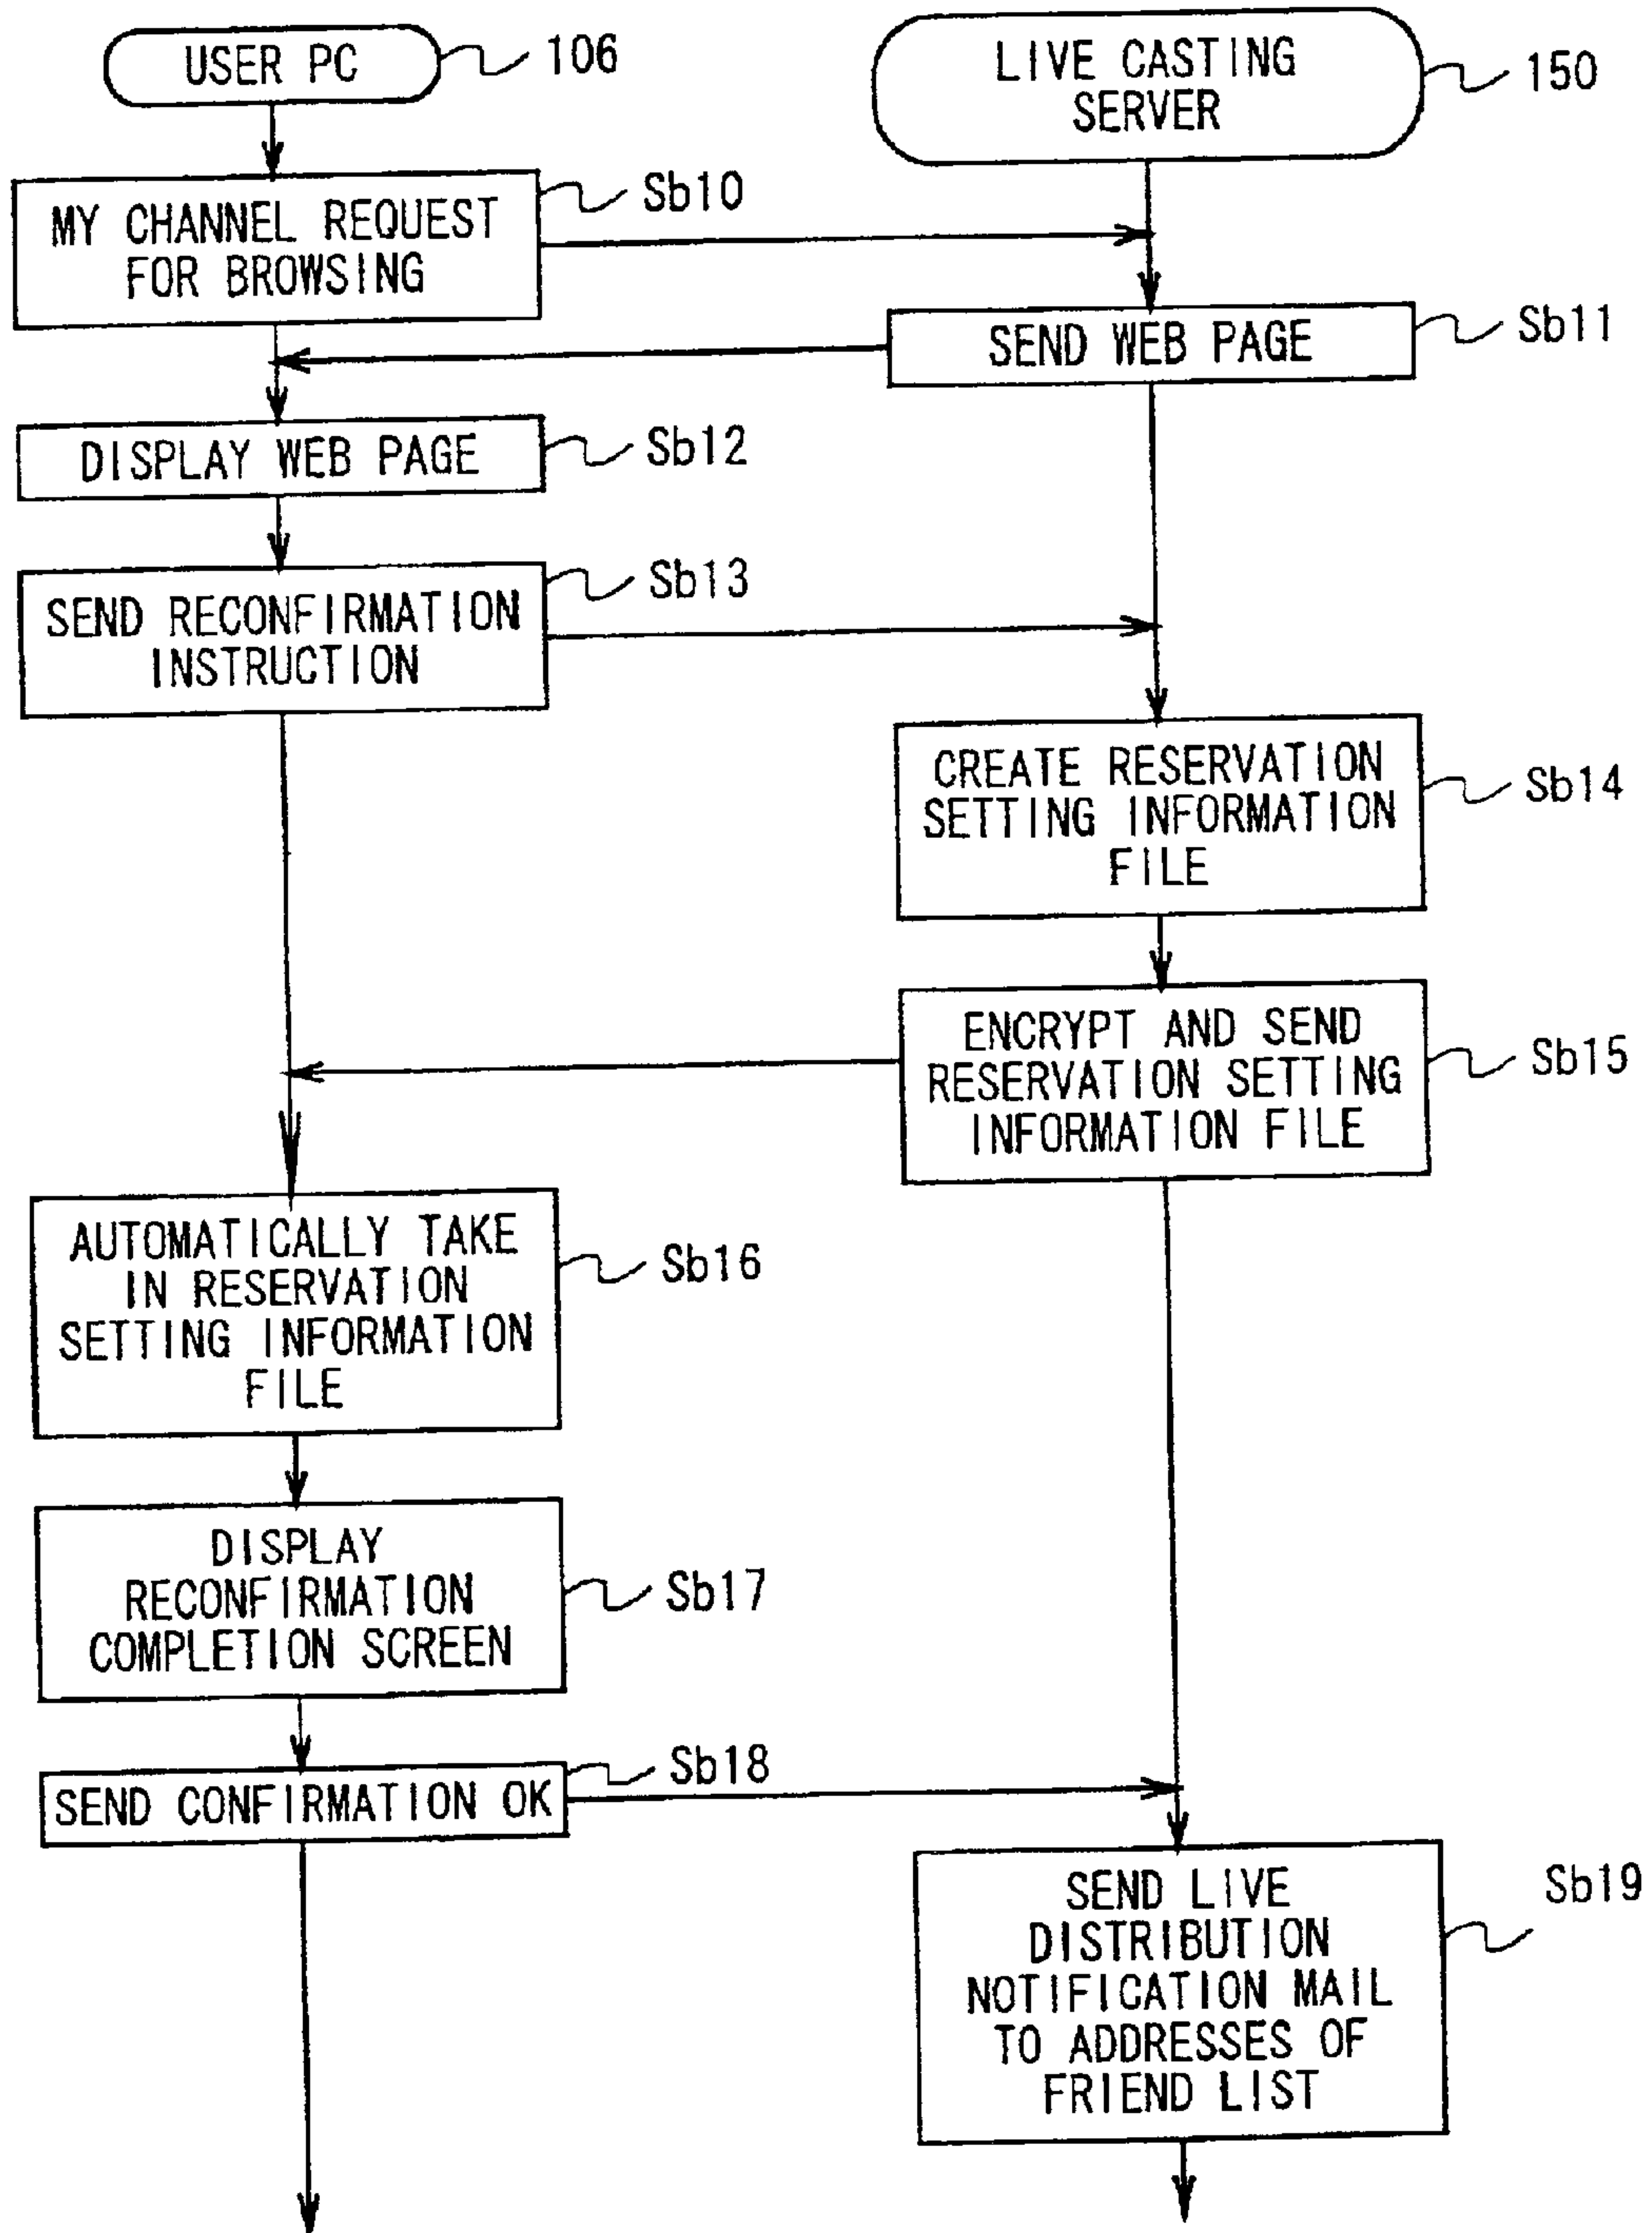 USER PC
106
LIVE CASTING
SERVER
150
MY CHANNEL REQUEST
FOR BROWSING
Sb10
SEND WEB PAGE
Sb11
DISPLAY WEB PAGE
Sb12
SEND RECONFIRMATION
INSTRUCTION
Sb13
CREATE RESERVATION
SETTING INFORMATION
FILE
Sb14
ENCRYPT AND SEND
RESERVATION SETTING
INFORMATION FILE
Sb15
AUTOMATICALLY TAKE
IN RESERVATION
SETTING INFORMATION
FILE
Sb16
DISPLAY
RECONFIRMATION
COMPLETION SCREEN
Sb17
SEND CONFIRMATION OK
Sb18
SEND LIVE
DISTRIBUTION
NOTIFICATION MAIL
TO ADDRESSES OF
FRIEND LIST
Sb19